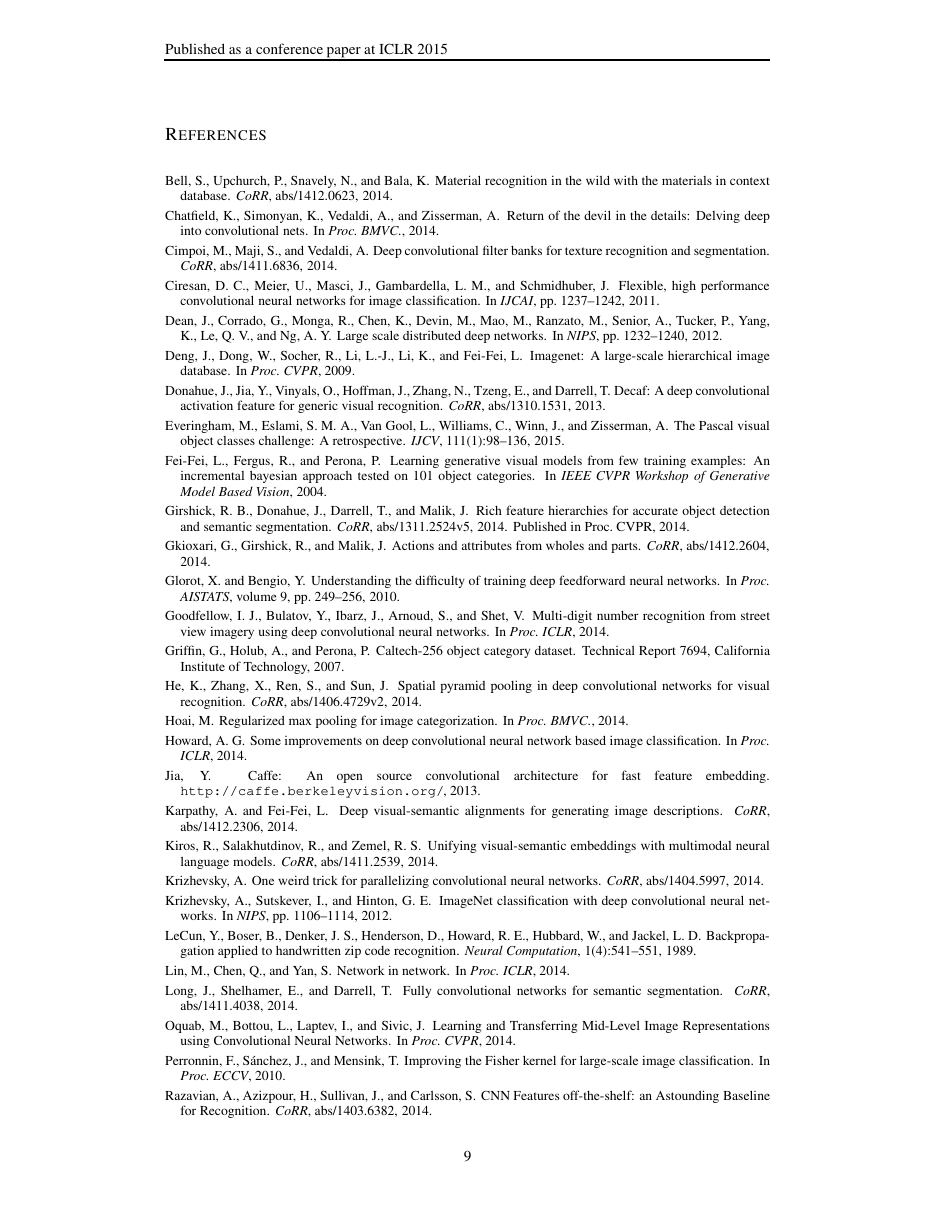 Published as a conference paper at ICLR 2015
REFERENCES
Bell, S., Upchurch, P., Snavely, N., and Bala, K. Material recognition in the wild with the materials in context
database. CoRR, abs/1412.0623, 2014.
Chatfield, K., Simonyan, K., Vedaldi, A., and Zisserman, A. Return of the devil in the details: Delving deep
into convolutional nets. In Proc. BMVC., 2014.
Cimpoi, M., Maji, S., and Vedaldi, A. Deep convolutional filter banks for texture recognition and segmentation.
CoRR, abs/1411.6836, 2014.
Ciresan, D. C., Meier, U., Masci, J., Gambardella, L. M., and Schmidhuber, J. Flexible, high performance
convolutional neural networks for image classification. In IJCAI, pp. 1237–1242, 2011.
Dean, J., Corrado, G., Monga, R., Chen, K., Devin, M., Mao, M., Ranzato, M., Senior, A., Tucker, P., Yang,
K., Le, Q. V., and Ng, A. Y. Large scale distributed deep networks. In NIPS, pp. 1232–1240, 2012.
Deng, J., Dong, W., Socher, R., Li, L.-J., Li, K., and Fei-Fei, L. Imagenet: A large-scale hierarchical image
database. In Proc. CVPR, 2009.
Donahue, J., Jia, Y., Vinyals, O., Hoffman, J., Zhang, N., Tzeng, E., and Darrell, T. Decaf: A deep convolutional
activation feature for generic visual recognition. CoRR, abs/1310.1531, 2013.
Everingham, M., Eslami, S. M. A., Van Gool, L., Williams, C., Winn, J., and Zisserman, A. The Pascal visual
object classes challenge: A retrospective. IJCV, 111(1):98–136, 2015.
Fei-Fei, L., Fergus, R., and Perona, P. Learning generative visual models from few training examples: An
incremental bayesian approach tested on 101 object categories. In IEEE CVPR Workshop of Generative
Model Based Vision, 2004.
Girshick, R. B., Donahue, J., Darrell, T., and Malik, J. Rich feature hierarchies for accurate object detection
and semantic segmentation. CoRR, abs/1311.2524v5, 2014. Published in Proc. CVPR, 2014.
Gkioxari, G., Girshick, R., and Malik, J. Actions and attributes from wholes and parts. CoRR, abs/1412.2604,
2014.
Glorot, X. and Bengio, Y. Understanding the difficulty of training deep feedforward neural networks. In Proc.
AISTATS, volume 9, pp. 249–256, 2010.
Goodfellow, I. J., Bulatov, Y., Ibarz, J., Arnoud, S., and Shet, V. Multi-digit number recognition from street
view imagery using deep convolutional neural networks. In Proc. ICLR, 2014.
Griffin, G., Holub, A., and Perona, P. Caltech-256 object category dataset. Technical Report 7694, California
Institute of Technology, 2007.
He, K., Zhang, X., Ren, S., and Sun, J. Spatial pyramid pooling in deep convolutional networks for visual
recognition. CoRR, abs/1406.4729v2, 2014.
Hoai, M. Regularized max pooling for image categorization. In Proc. BMVC., 2014.
Howard, A. G. Some improvements on deep convolutional neural network based image classification. In Proc.
ICLR, 2014.
Jia, Y. Caffe: An open source convolutional architecture for fast feature embedding.
http://caffe.berkeleyvision.org/, 2013.
Karpathy, A. and Fei-Fei, L. Deep visual-semantic alignments for generating image descriptions. CoRR,
abs/1412.2306, 2014.
Kiros, R., Salakhutdinov, R., and Zemel, R. S. Unifying visual-semantic embeddings with multimodal neural
language models. CoRR, abs/1411.2539, 2014.
Krizhevsky, A. One weird trick for parallelizing convolutional neural networks. CoRR, abs/1404.5997, 2014.
Krizhevsky, A., Sutskever, I., and Hinton, G. E. ImageNet classification with deep convolutional neural net-
works. In NIPS, pp. 1106–1114, 2012.
LeCun, Y., Boser, B., Denker, J. S., Henderson, D., Howard, R. E., Hubbard, W., and Jackel, L. D. Backpropa-
gation applied to handwritten zip code recognition. Neural Computation, 1(4):541–551, 1989.
Lin, M., Chen, Q., and Yan, S. Network in network. In Proc. ICLR, 2014.
Long, J., Shelhamer, E., and Darrell, T. Fully convolutional networks for semantic segmentation. CoRR,
abs/1411.4038, 2014.
Oquab, M., Bottou, L., Laptev, I., and Sivic, J. Learning and Transferring Mid-Level Image Representations
using Convolutional Neural Networks. In Proc. CVPR, 2014.
Perronnin, F., Sánchez, J., and Mensink, T. Improving the Fisher kernel for large-scale image classification. In
Proc. ECCV, 2010.
Razavian, A., Azizpour, H., Sullivan, J., and Carlsson, S. CNN Features off-the-shelf: an Astounding Baseline
for Recognition. CoRR, abs/1403.6382, 2014.
9